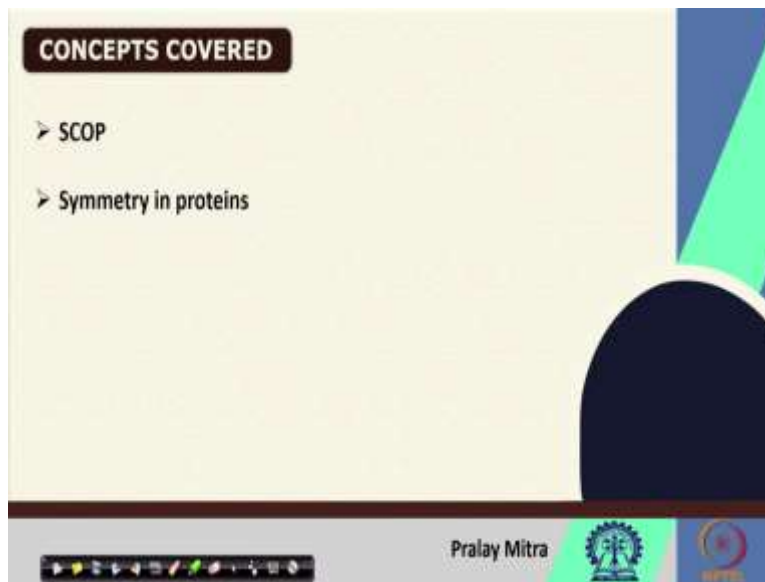 CONCEPTS COVERED
➤ SCOP
➤ Symmetry in proteins
Pralay Mitra